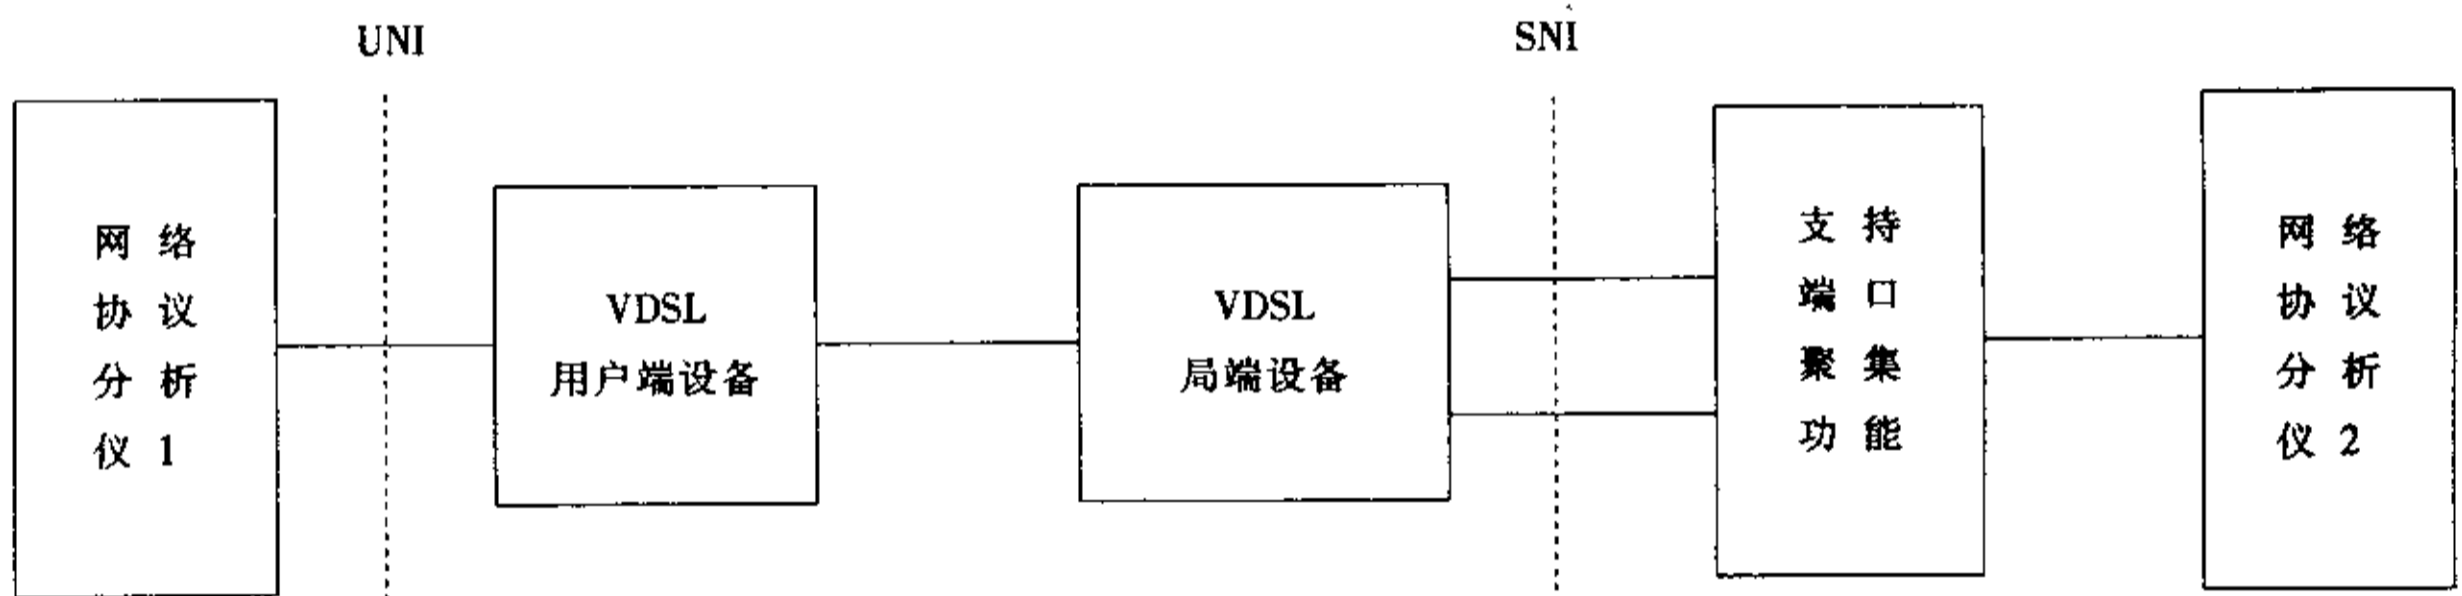 UNI
SNI
网络
协议
分析
仪1
VDSL
用户端设备
VDSL
局端设备
支持
端口
聚集
功能
网络
协议
分析
仪2